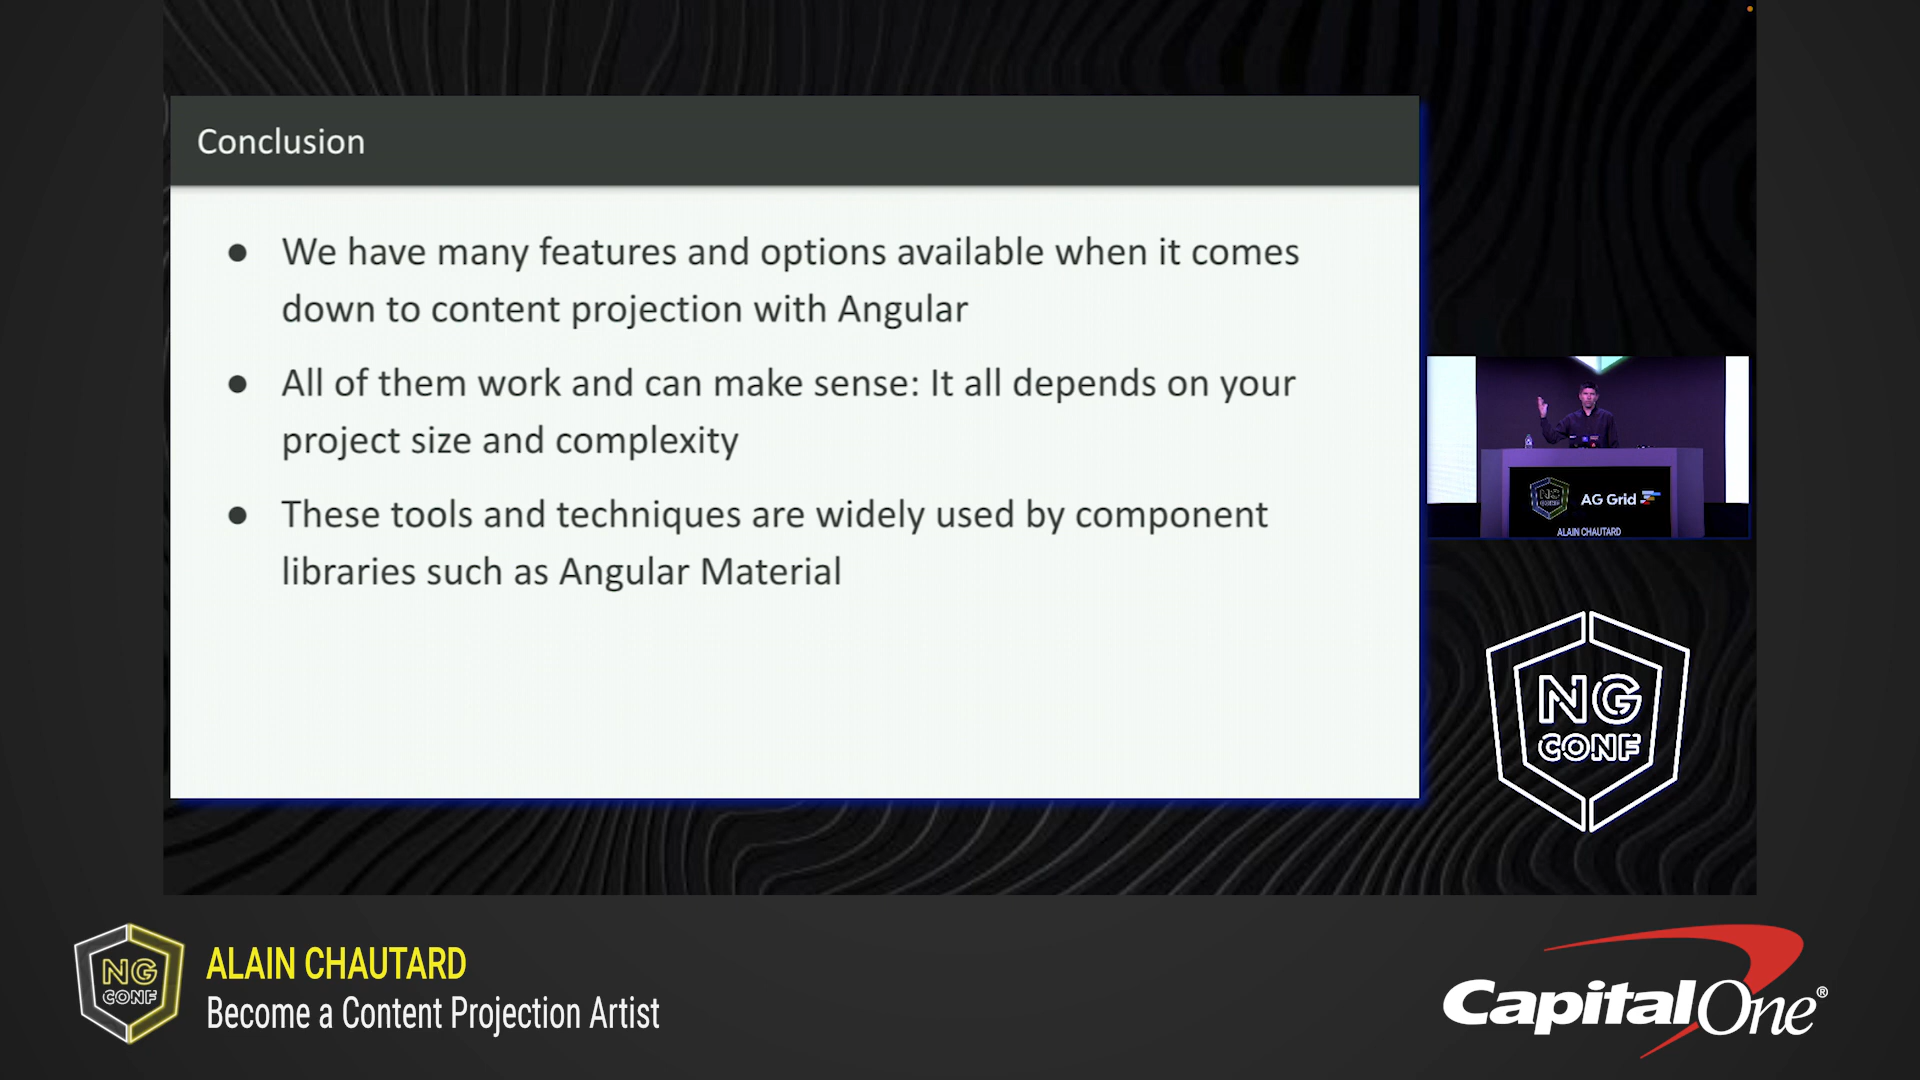 Conclusion
● We have many features and options available when it comes
down to content projection with Angular
● All of them work and can make sense: It all depends on your
project size and complexity
● These tools and techniques are widely used by component
libraries such as Angular Material
NG
CONF
AG Grid
ALAIN CHAUTARD
NG
CONF
NG
CONF
ALAIN CHAUTARD
Become a Content Projection Artist
CapitalOne®